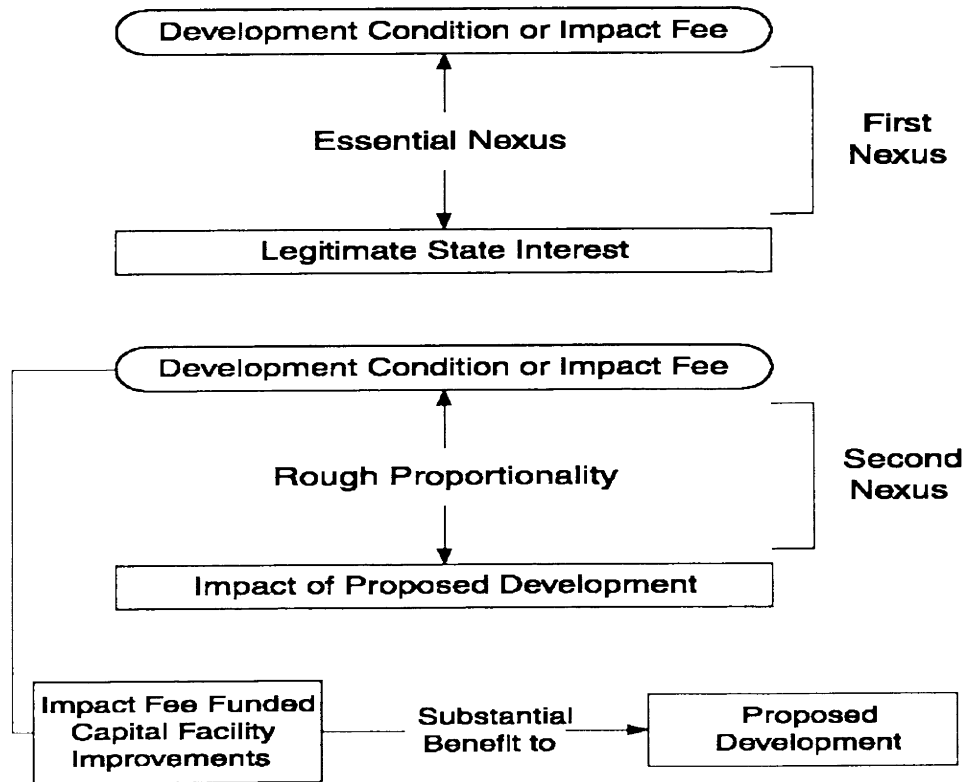 Development Condition or Impact Fee
Essential Nexus
First
Nexus
Legitimate State Interest
Development Condition or Impact Fee
Rough Proportionality
Second
Nexus
Impact of Proposed Development
Impact Fee Funded
Capital Facility
Improvements
Substantial
Benefit to
Proposed
Development